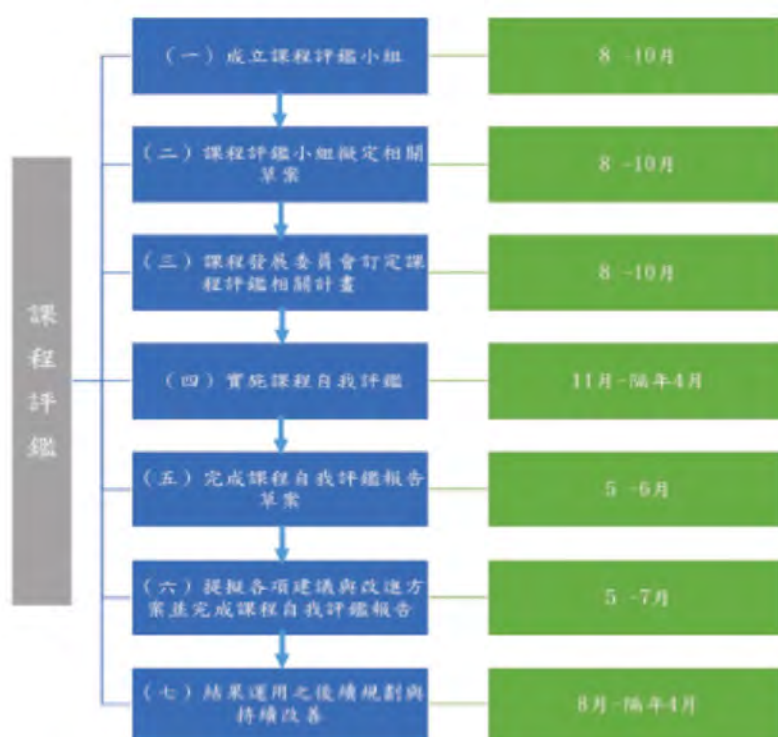 課程評鑑
（一）成立課程評鑑小組
8 -10月
（二）課程評鑑小組擬定相關
草案
8 -10月
（三）課程發展委員會訂定課
程評鑑相關計畫
8 -10月
（四）實施課程自我評鑑
11月-隔年4月
（五）完成課程自我評鑑報告
草案
5 -6月
（六）提擬各項建議與改進方
案並完成課程自我評鑑報告
5 -7月
（七）結果運用之後續規劃與
持續改善
8月-隔年4月